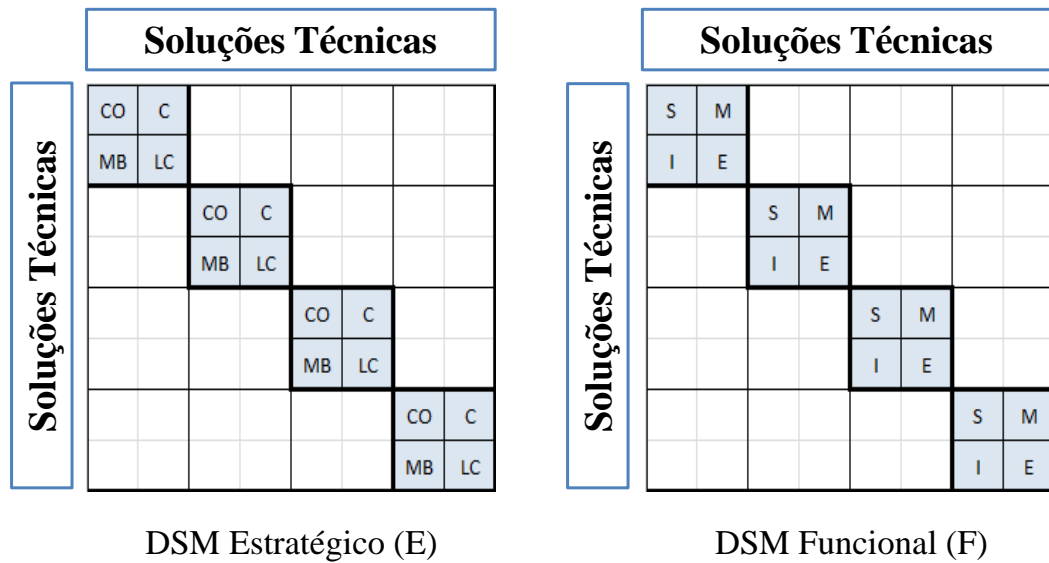 Soluções Técnicas
Soluções Técnicas
CO C
MB LC
CO C
MB LC
CO C
MB LC
CO C
MB LC
DSM Estratégico (E)
Soluções Técnicas
Soluções Técnicas
S M
I E
S M
I E
S M
I E
S M
I E
DSM Funcional (F)